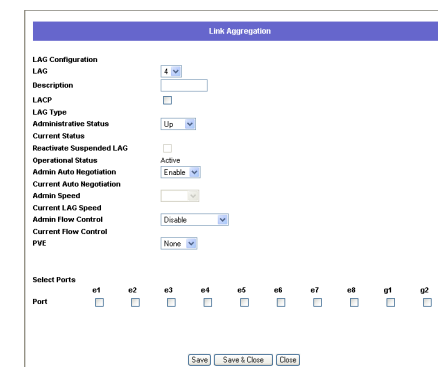 Link Aggregation
LAG Configuration
LAG 4
Description
LACP
LAG Type
Administrative Status Up
Current Status
Reactivate Suspended LAG
Operational Status Active
Admin Auto Negotiation Enable
Current Auto Negotiation
Admin Speed
Current LAG Speed
Admin Flow Control Disable
Current Flow Control
PVE None
Select Ports
e1 e2 e3 e4 e5 e6 e7 e8 g1 g2
Port
Save Save & Close Close